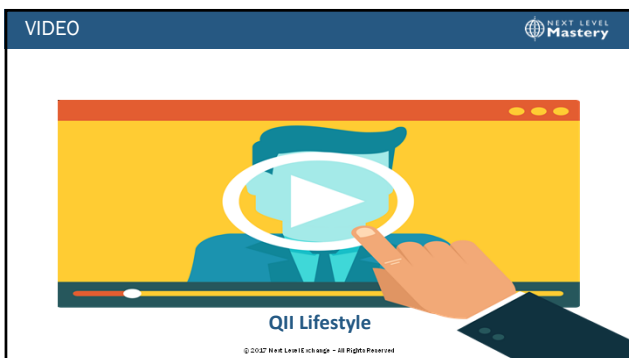 VIDEO
NEXT LEVEL
Mastery
QII Lifestyle
© 2017 Next Level Exchange – All Rights Reserved